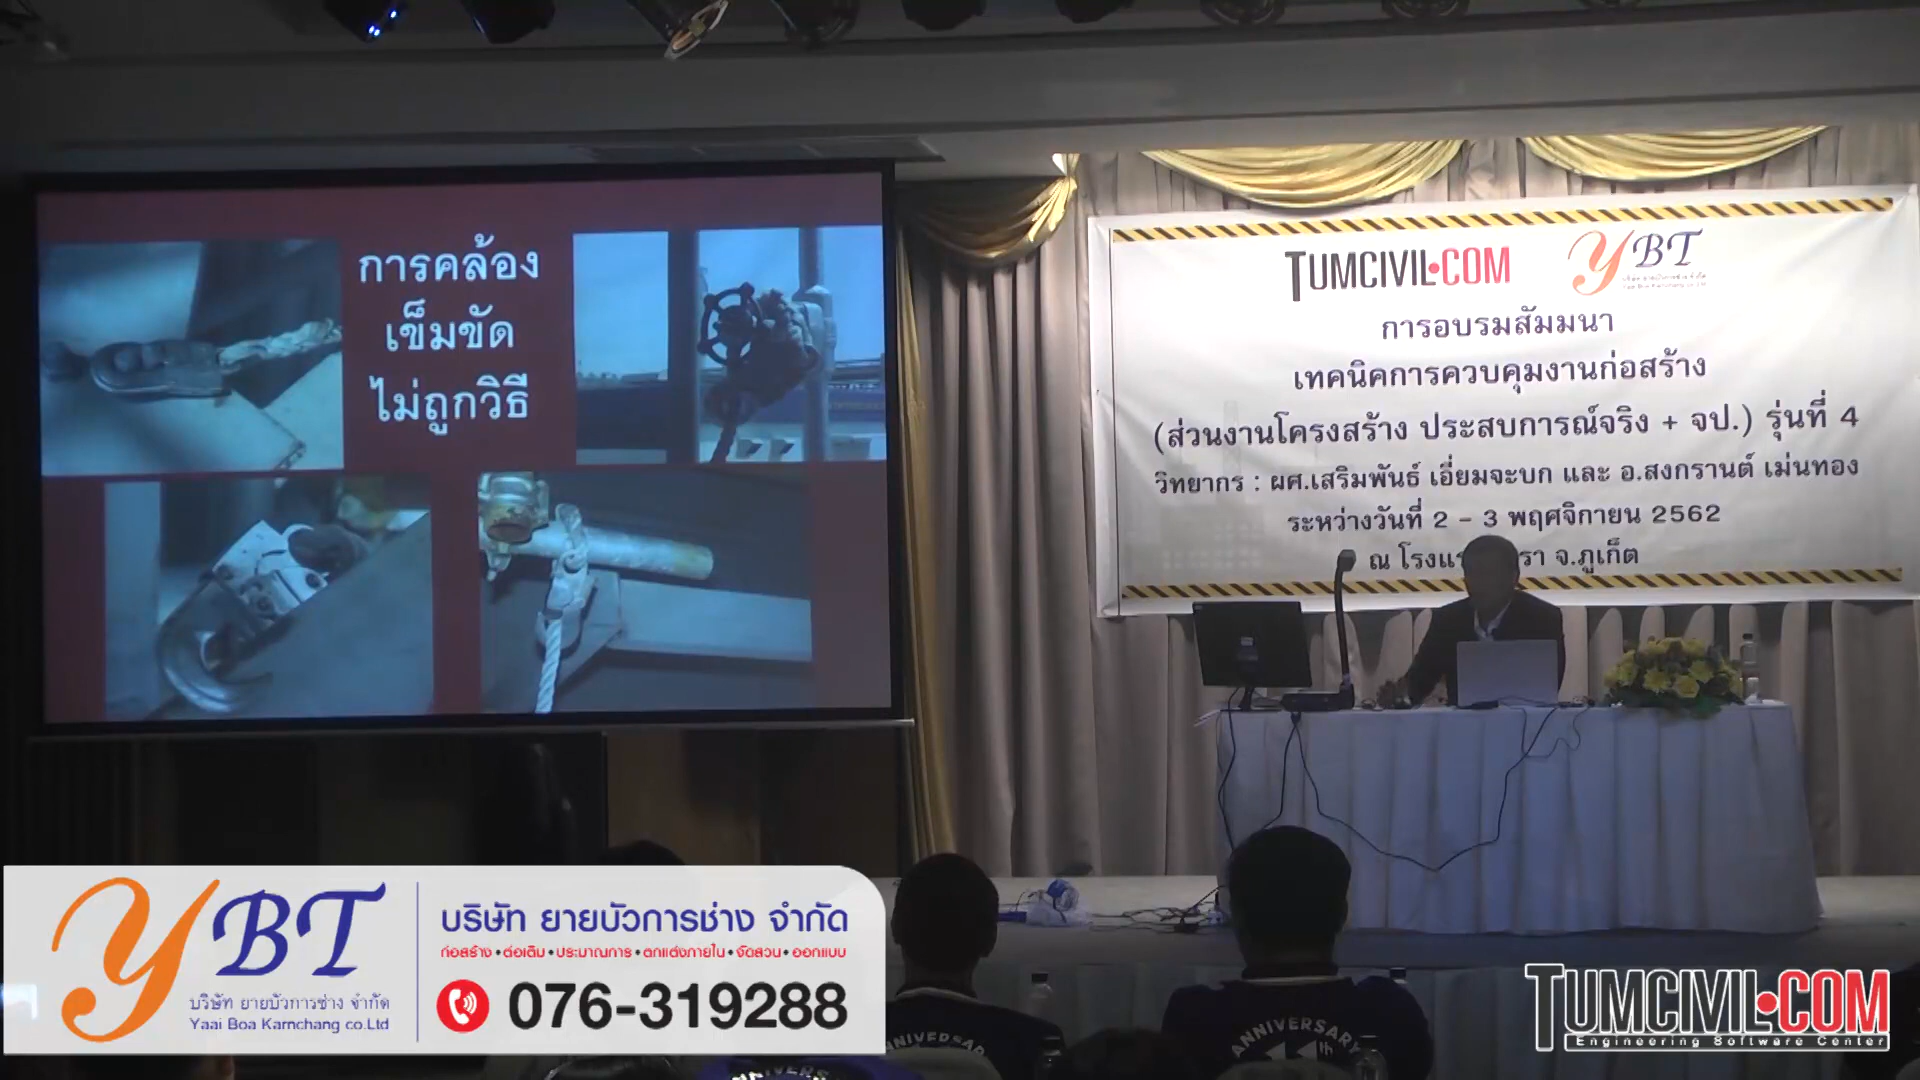 การคล้อง
เข็มขัด
ไม่ถูกวิธี
TUMCIVIL.COM
YBT
การอบรมสัมมนา
เทคนิคการควบคุมงานก่อสร้าง
(ส่วนงานโครงสร้าง ประสบการณ์จริง + จป.) รุ่นที่ 4
วิทยากร : ผศ.เสริมพันธ์ เอี่ยมจะบก และ อ.สงกรานต์ เม่นทอง
ระหว่างวันที่ 2 - 3 พฤศจิกายน 2562
ณ จ.ภูเก็ต
YBT
บริษัท ยายบัวการช่าง จำกัด
Yaai Boa Karnchang co.Ltd
บริษัท ยายบัวการช่าง จำกัด
ก่อสร้าง • ต่อเติม • ประมาณการ • ตกแต่งภายใน • จัดสวน • ออกแบบ
076-319288
ANNIVERSARY
TUMCIVIL.COM
Engineering Software Center